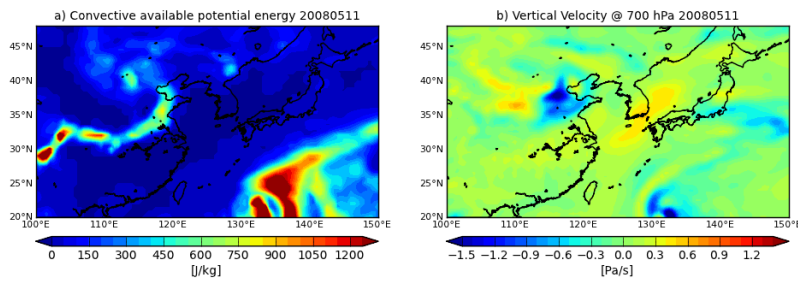 a) Convective available potential energy 20080511
b) Vertical Velocity @ 700 hPa 20080511
45°N
40°N
35°N
30°N
25°N
20°N
100°E 110°E 120°E 130°E 140°E 150°E
45°N
40°N
35°N
30°N
25°N
20°N
100°E 110°E 120°E 130°E 140°E 150°E
0 150 300 450 600 750 900 1050 1200
[J/kg]
−1.5 −1.2 −0.9 −0.6 −0.3 0.0 0.3 0.6 0.9 1.2
[Pa/s]